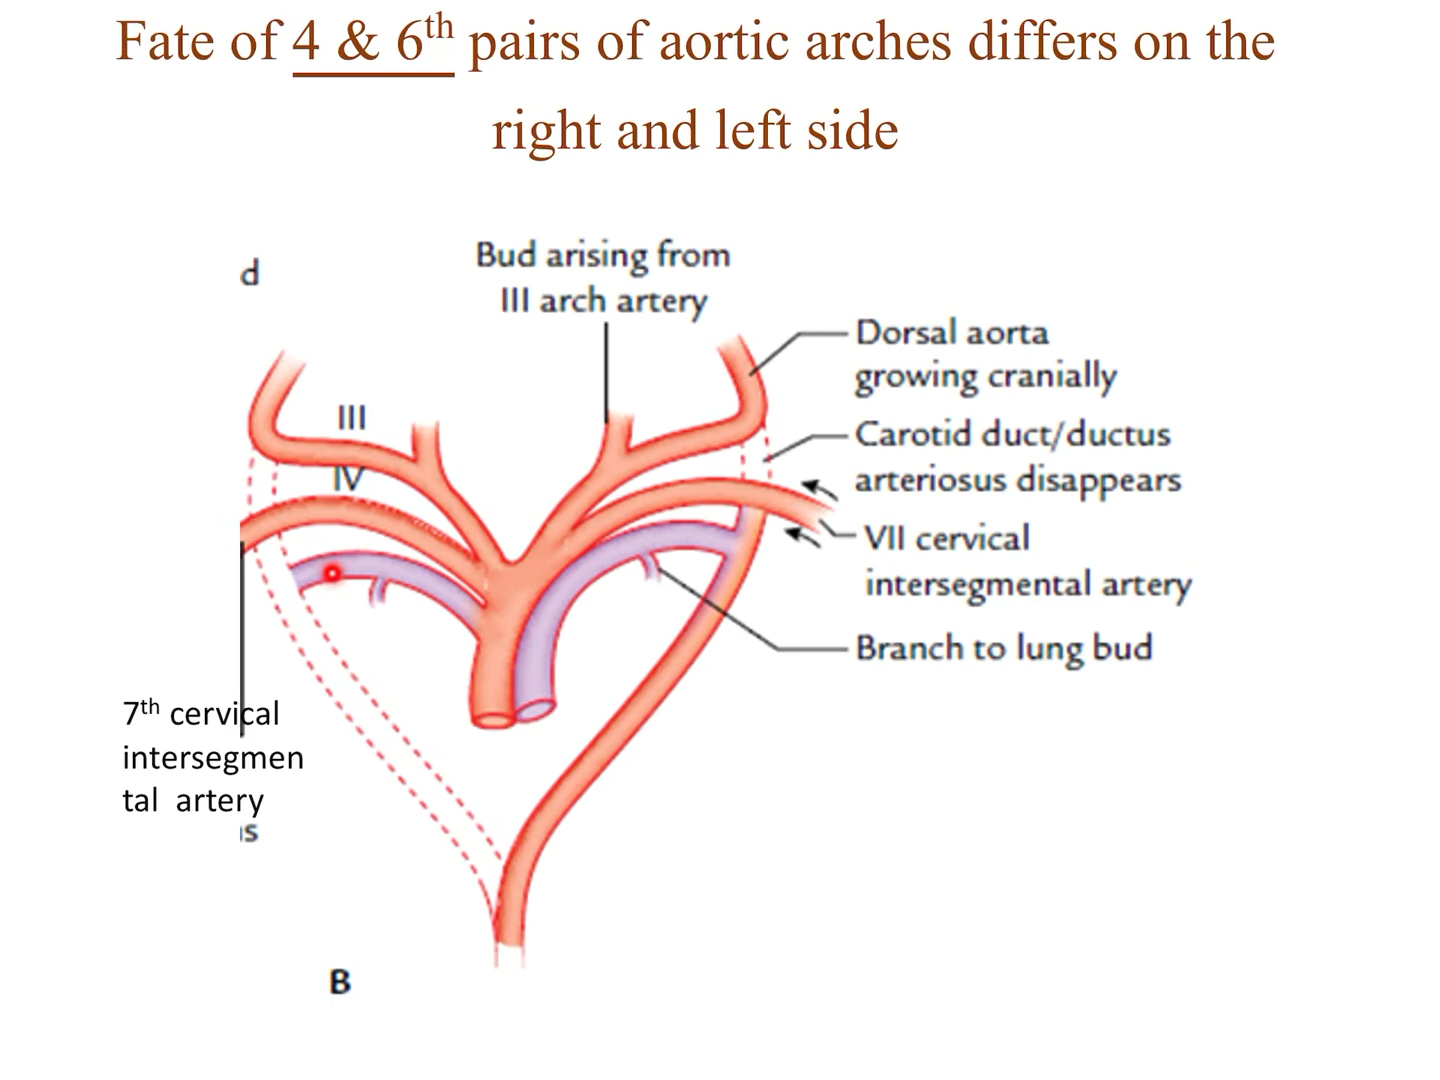 Fate of 4 & 6th pairs of aortic arches differs on the
right and left side
d
Bud arising from
III arch artery
Dorsal aorta
growing cranially
III
Carotid duct/ductus
arteriosus disappears
IV
VII cervical
intersegmental artery
Branch to lung bud
7th cervical
intersegmen
tal artery
is
B